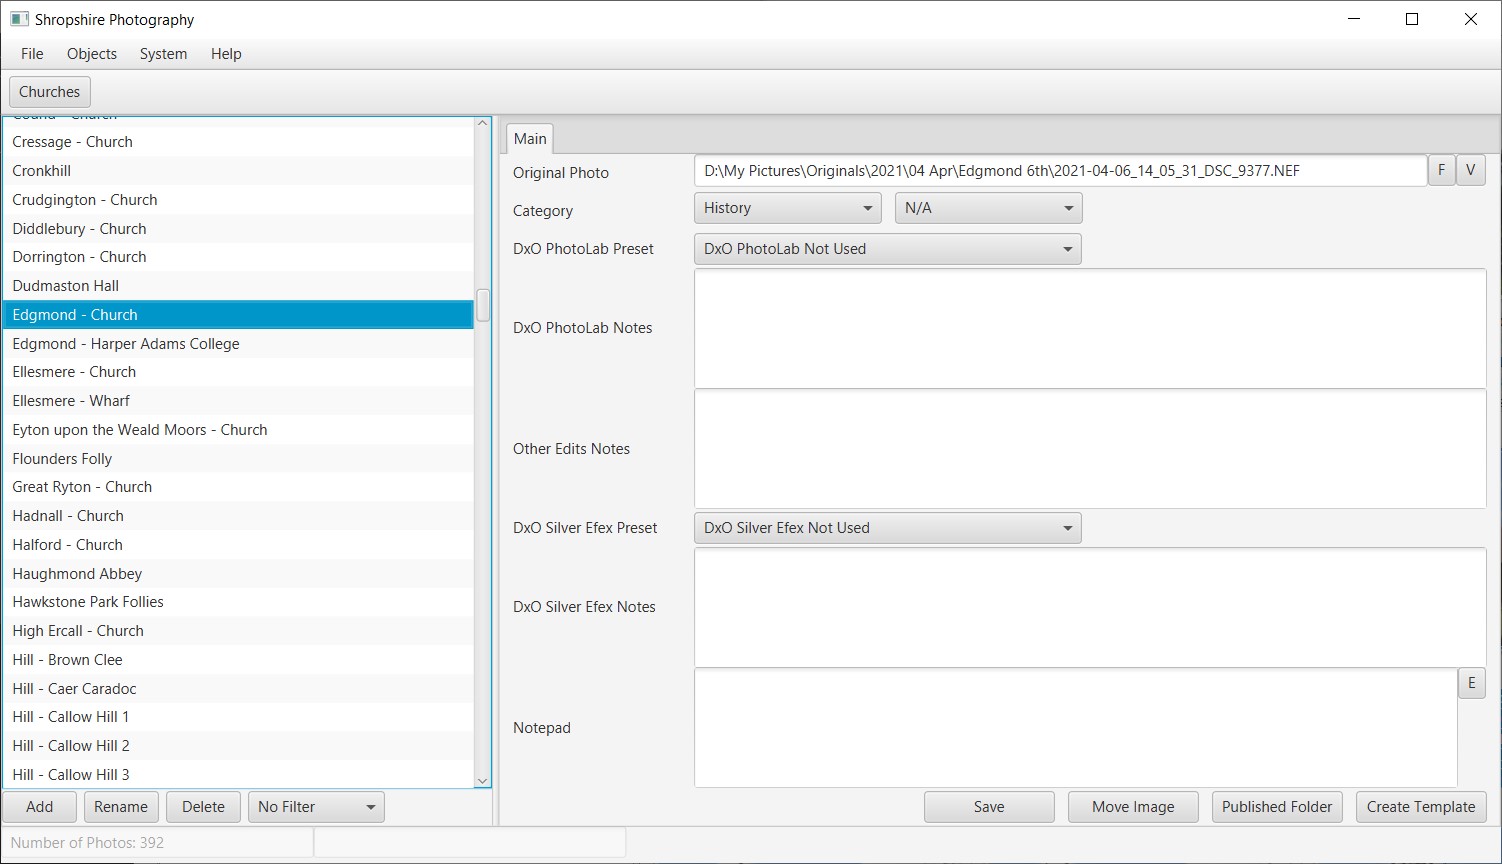 Shropshire Photography
File Objects System Help
Churches
Cound - Church
Cressage - Church
Cronkhill
Crudgington - Church
Diddlebury - Church
Dorrington - Church
Dudmaston Hall
Edgmond - Church
Edgmond - Harper Adams College
Ellesmere - Church
Ellesmere - Wharf
Eyton upon the Weald Moors - Church
Flounders Folly
Great Ryton - Church
Hadnall - Church
Halford - Church
Haughmond Abbey
Hawkstone Park Follies
High Ercall - Church
Hill - Brown Clee
Hill - Caer Caradoc
Hill - Callow Hill 1
Hill - Callow Hill 2
Hill - Callow Hill 3
Add Rename Delete No Filter
Main
Original Photo D:\My Pictures\Originals\2021\04 Apr\Edgmond 6th\2021-04-06_14_05_31_DSC_9377.NEF F V
Category History N/A
DxO PhotoLab Preset DxO PhotoLab Not Used
DxO PhotoLab Notes
Other Edits Notes
DxO Silver Efex Preset DxO Silver Efex Not Used
DxO Silver Efex Notes
E
Notepad
Save Move Image Published Folder Create Template
Number of Photos: 392